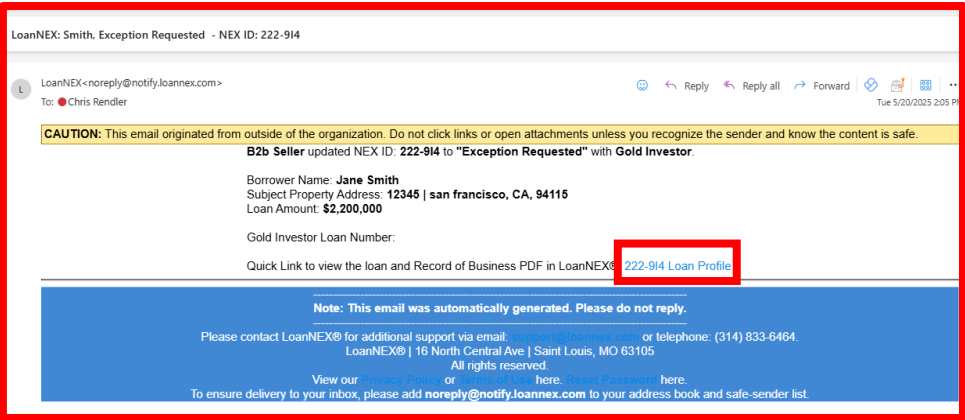 LoanNEX: Smith, Exception Requested - NEX ID: 222-9I4
L
LoanNEX<noreply@notify.loannex.com>
Reply
Reply all
Forward
To: Chris Rendler
Tue 5/20/2025 2:05 PM
CAUTION: This email originated from outside of the organization. Do not click links or open attachments unless you recognize the sender and know the content is safe.
B2b Seller updated NEX ID: 222-9I4 to "Exception Requested" with Gold Investor.
Borrower Name: Jane Smith
Subject Property Address: 12345 | san francisco, CA, 94115
Loan Amount: $2,200,000
Gold Investor Loan Number:
Quick Link to view the loan and Record of Business PDF in LoanNEX® 222-9I4 Loan Profile
Note: This email was automatically generated. Please do not reply.
Please contact LoanNEX® for additional support via email: support@loannex.com or telephone: (314) 833-6464.
LoanNEX® | 16 North Central Ave | Saint Louis, MO 63105
All rights reserved.
View our Privacy Policy or Terms of Use here. Reset Password here.
To ensure delivery to your inbox, please add noreply@notify.loannex.com to your address book and safe-sender list.